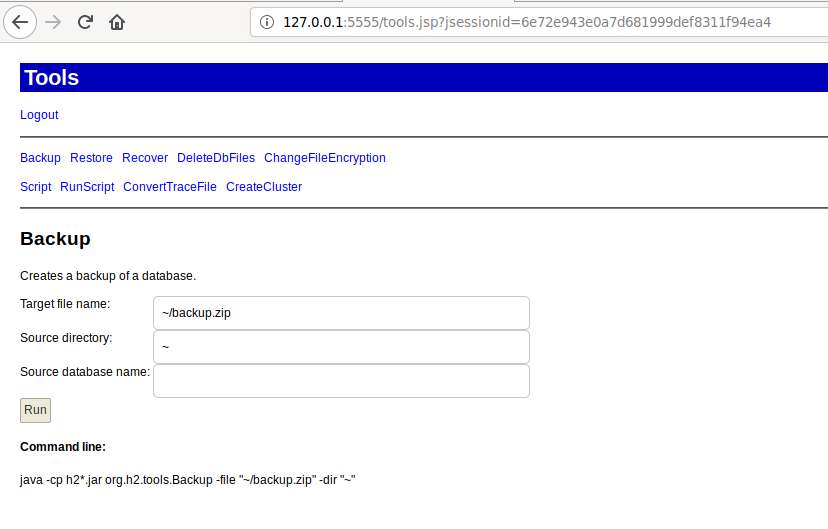 127.0.0.1:5555/tools.jsp?jsessionid=6e72e943e0a7d681999def8311f94ea4
Tools
Logout
Backup Restore Recover DeleteDbFiles ChangeFileEncryption
Script RunScript ConvertTraceFile CreateCluster
Backup
Creates a backup of a database.
Target file name: ~/backup.zip
Source directory: ~
Source database name:
Run
Command line:
java -cp h2*.jar org.h2.tools.Backup -file "~/backup.zip" -dir "~"